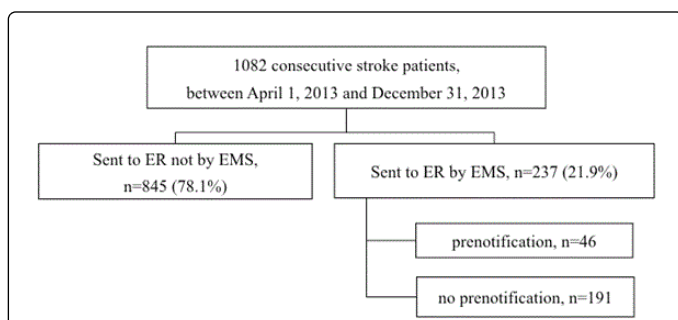 1082 consecutive stroke patients,
between April 1, 2013 and December 31, 2013
Sent to ER not by EMS,
n=845 (78.1%)
Sent to ER by EMS, n=237 (21.9%)
prenotification, n=46
no prenotification, n=191